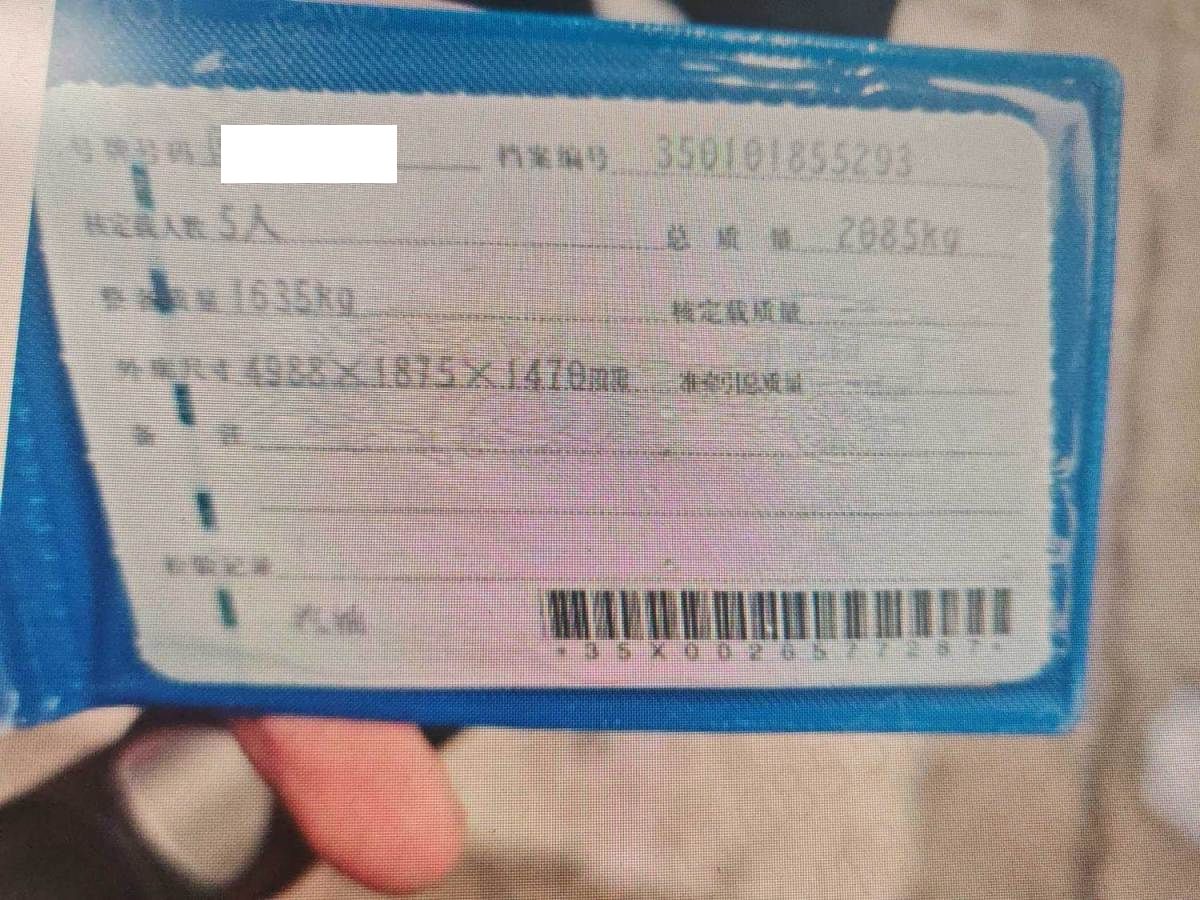 号牌号码 档案编号 350101855293
核定载人数 5人 总质量 2085kg
整备质量 1635kg 核定载质量 --
外廓尺寸 4988×1875×1470mm 准牵引总质量 --
备注
检验记录
汽油
*35X0026577287*